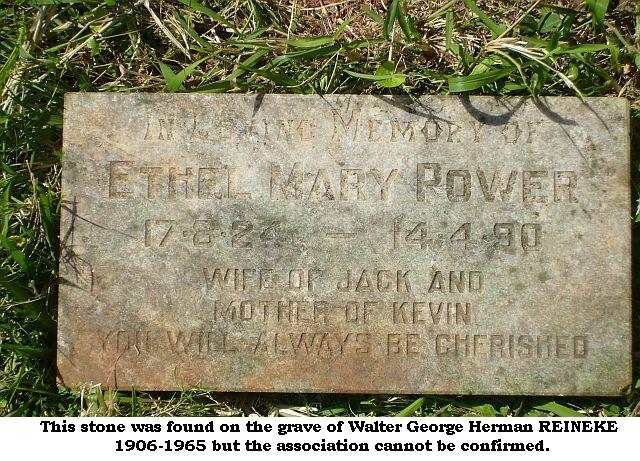 IN LOVING MEMORY OF
ETHEL MARY POWER
17·8·24 — 14·4·90
WIFE OF JACK AND
MOTHER OF KEVIN
YOU WILL ALWAYS BE CHERISHED
This stone was found on the grave of Walter George Herman REINEKE
1906-1965 but the association cannot be confirmed.